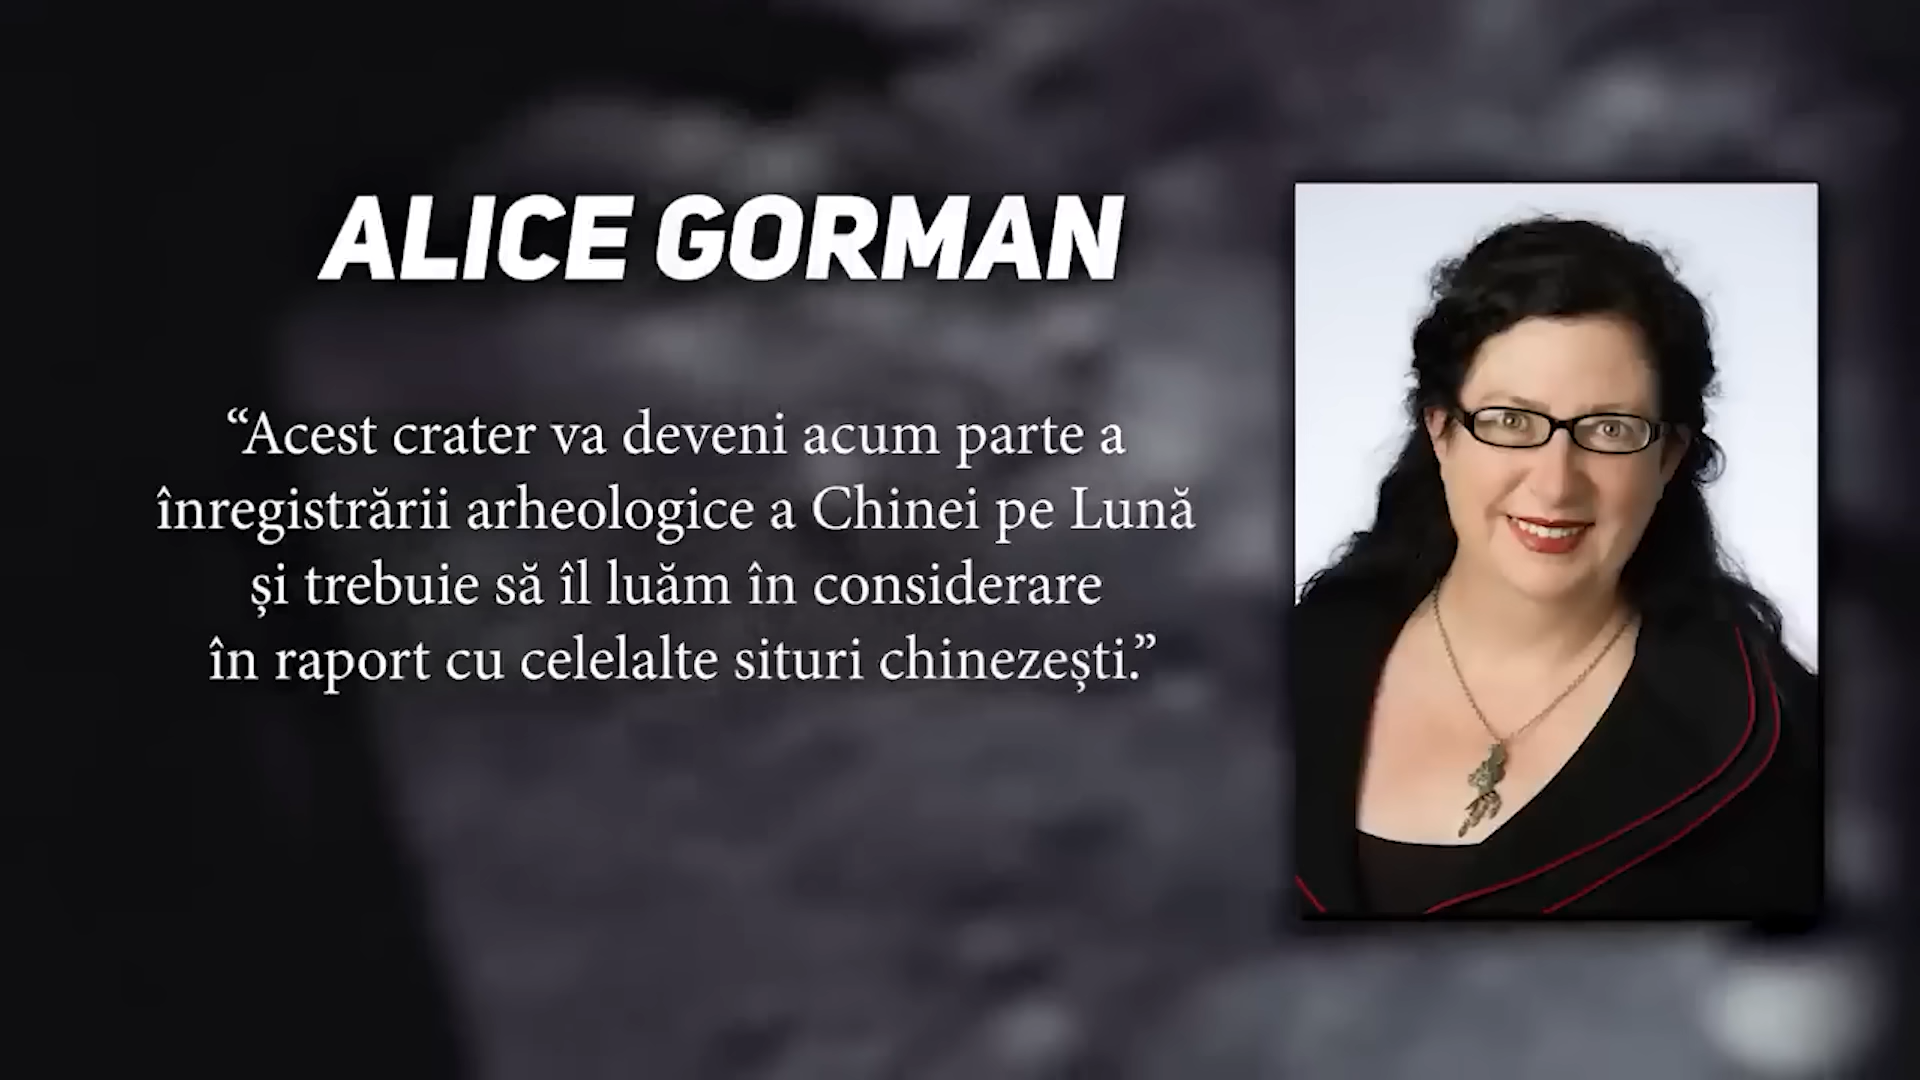 ALICE GORMAN
“Acest crater va deveni acum parte a
înregistrării arheologice a Chinei pe Lună
și trebuie să îl luăm în considerare
în raport cu celelalte situri chinezești.”